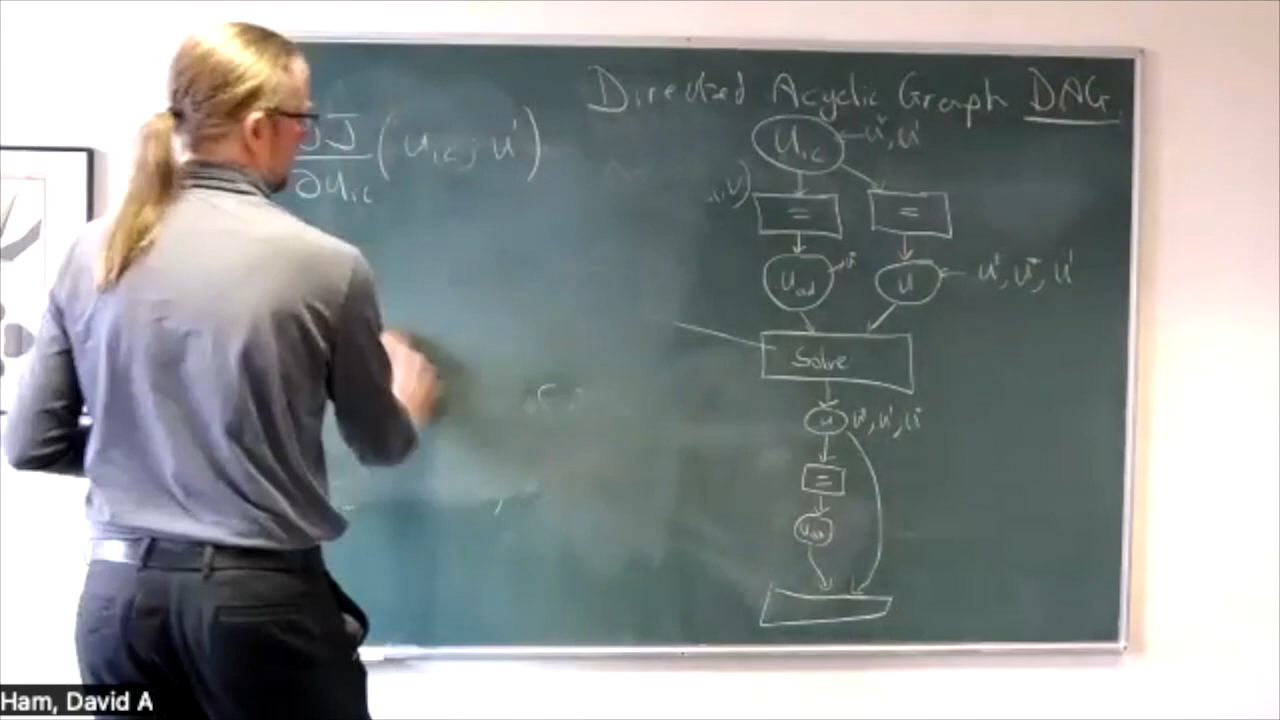 Directed Acyclic Graph DAG
∂J/∂u_ic (u_ic; u')
u_ic
u', u'
=
=
u_old
u
Solve
u
=
u_old
Ham, David A